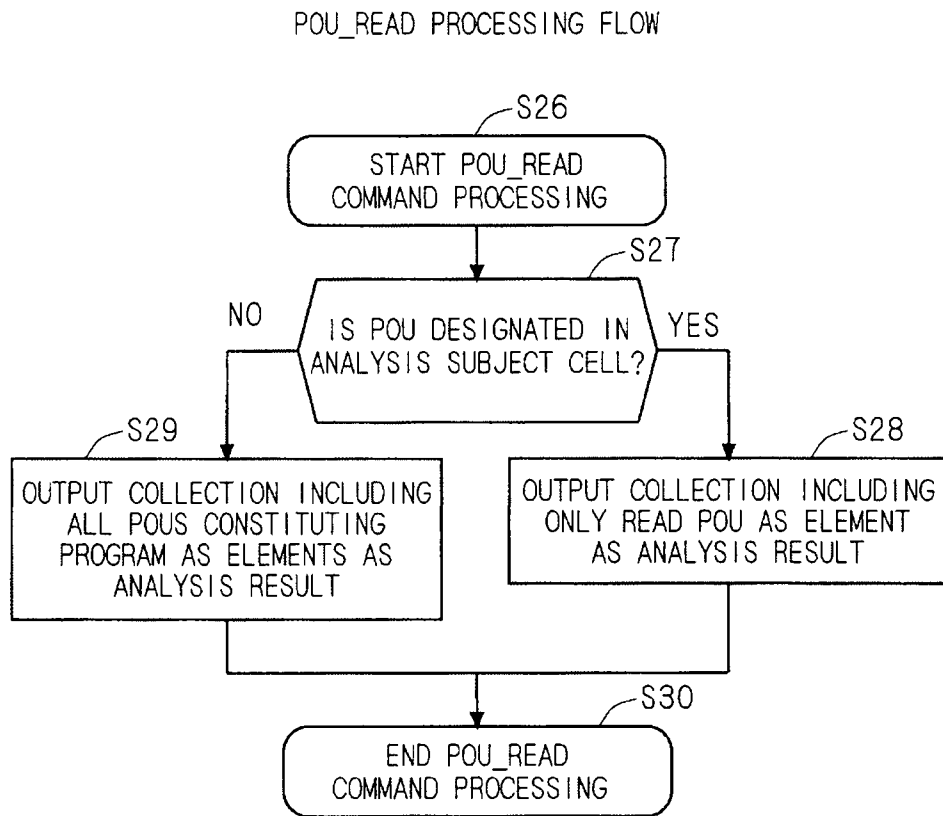 POU_READ PROCESSING FLOW
S26
START POU_READ
COMMAND PROCESSING
S27
NO
IS POU DESIGNATED IN
ANALYSIS SUBJECT CELL?
YES
S29
OUTPUT COLLECTION INCLUDING
ALL POUS CONSTITUTING
PROGRAM AS ELEMENTS AS
ANALYSIS RESULT
S28
OUTPUT COLLECTION INCLUDING
ONLY READ POU AS ELEMENT
AS ANALYSIS RESULT
S30
END POU_READ
COMMAND PROCESSING